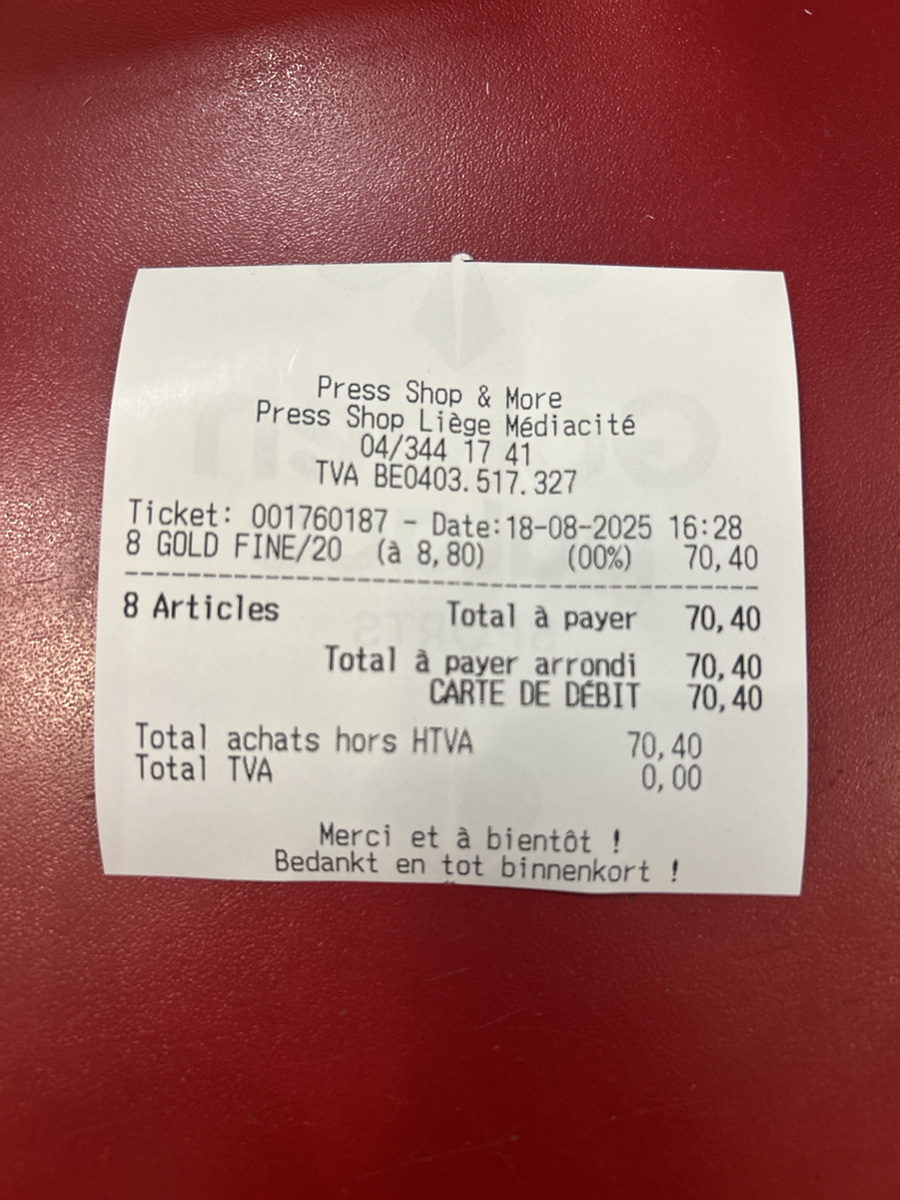 Press Shop & More
Press Shop Liège Médiacité
04/344 17 41
TVA BE0403.517.327
Ticket: 001760187 - Date:18-08-2025 16:28
8 GOLD FINE/20 (à 8,80) (00%) 70,40
8 Articles Total à payer 70,40
Total à payer arrondi 70,40
CARTE DE DÉBIT 70,40
Total achats hors HTVA 70,40
Total TVA 0,00
Merci et à bientôt !
Bedankt en tot binnenkort !